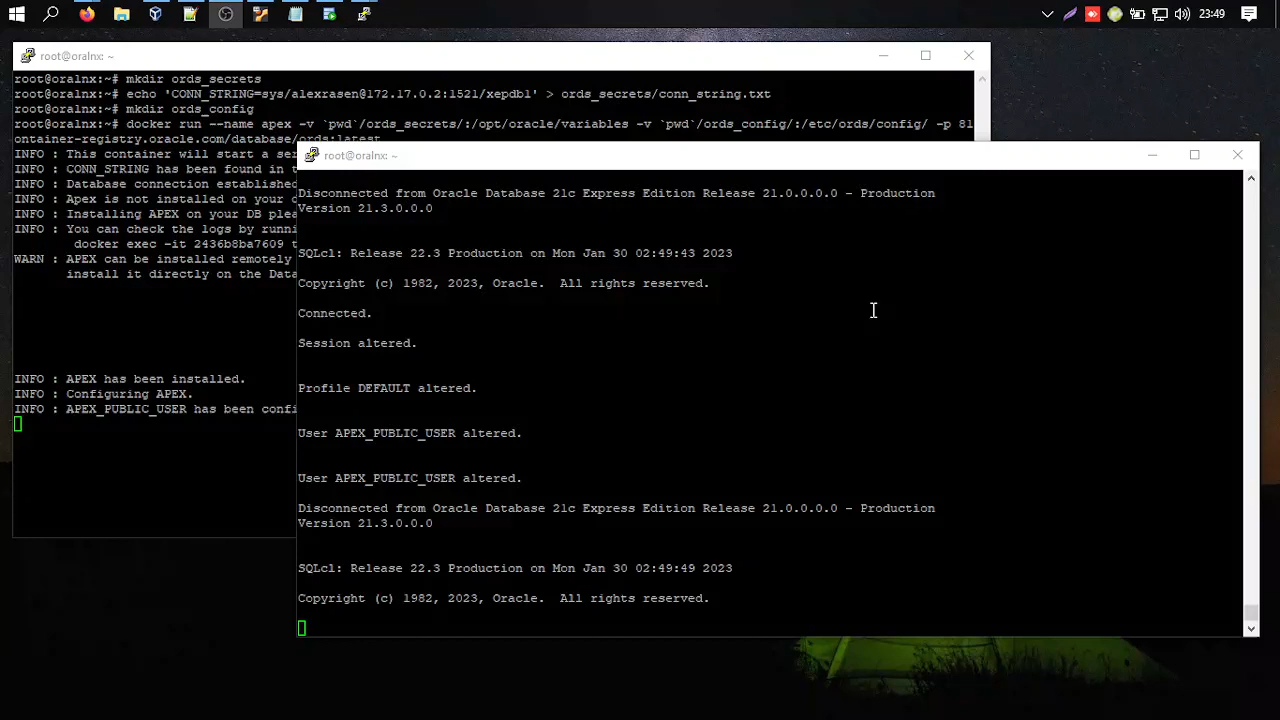 23:49
root@oralnx: ~
root@oralnx:~# mkdir ords_secrets
root@oralnx:~# echo 'CONN_STRING=sys/alexrasen@172.17.0.2:1521/xepdb1' > ords_secrets/conn_string.txt
root@oralnx:~# mkdir ords_config
root@oralnx:~# docker run --name apex -v `pwd`/ords_secrets/:/opt/oracle/variables -v `pwd`/ords_config/:/etc/ords/config/ -p 81
ontainer-registry.oracle.com/database/ords:latest
INFO : This container will start a ser
INFO : CONN_STRING has been found in t
INFO : Database connection established
INFO : Apex is not installed on your d
INFO : Installing APEX on your DB plea
INFO : You can check the logs by runni
docker exec -it 2436b8ba7609 t
WARN : APEX can be installed remotely
install it directly on the Data
INFO : APEX has been installed.
INFO : Configuring APEX.
INFO : APEX_PUBLIC_USER has been confi
root@oralnx: ~
Disconnected from Oracle Database 21c Express Edition Release 21.0.0.0.0 - Production
Version 21.3.0.0.0
SQLcl: Release 22.3 Production on Mon Jan 30 02:49:43 2023
Copyright (c) 1982, 2023, Oracle.  All rights reserved.
Connected.
Session altered.
Profile DEFAULT altered.
User APEX_PUBLIC_USER altered.
User APEX_PUBLIC_USER altered.
Disconnected from Oracle Database 21c Express Edition Release 21.0.0.0.0 - Production
Version 21.3.0.0.0
SQLcl: Release 22.3 Production on Mon Jan 30 02:49:49 2023
Copyright (c) 1982, 2023, Oracle.  All rights reserved.